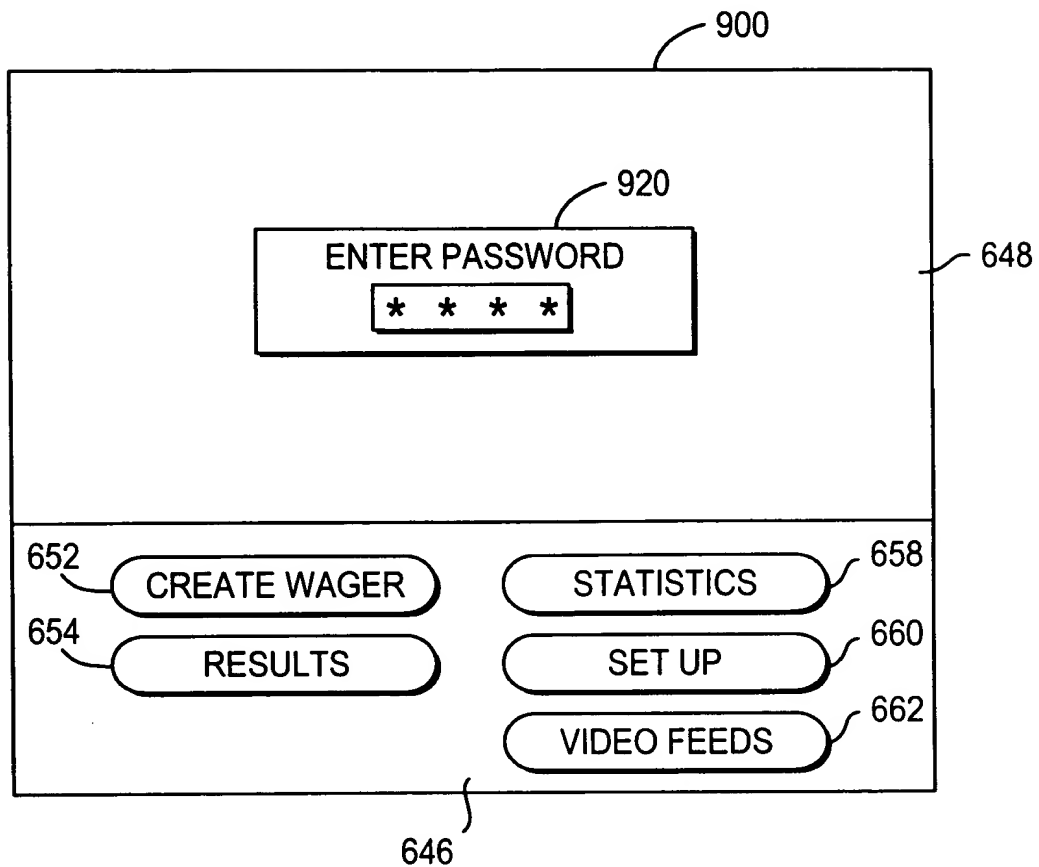 900
920
ENTER PASSWORD
* * * *
648
652
CREATE WAGER
STATISTICS
658
654
RESULTS
SET UP
660
VIDEO FEEDS
662
646